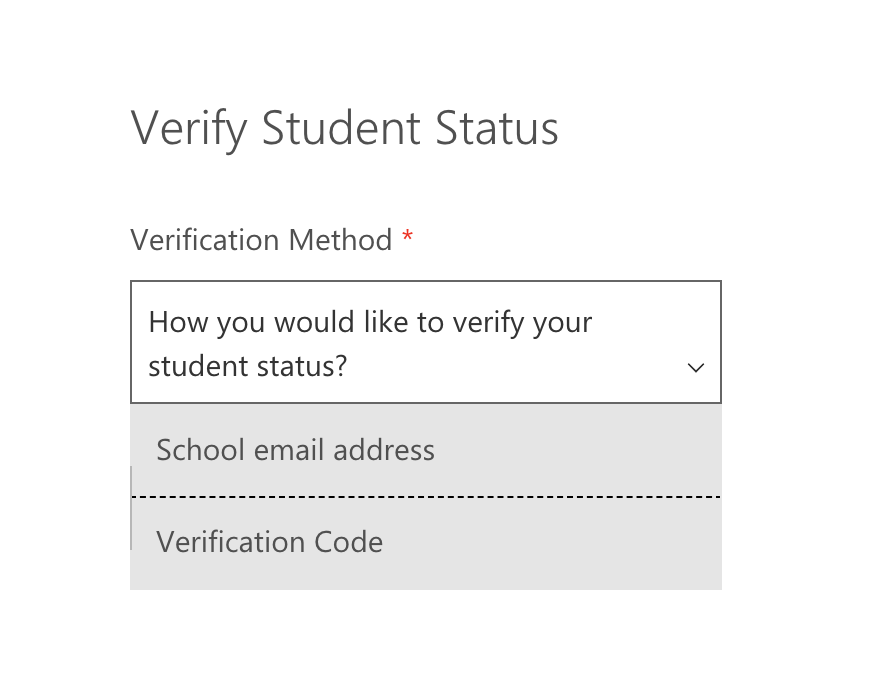 Verify Student Status
Verification Method *
How you would like to verify your
student status?
School email address
Verification Code